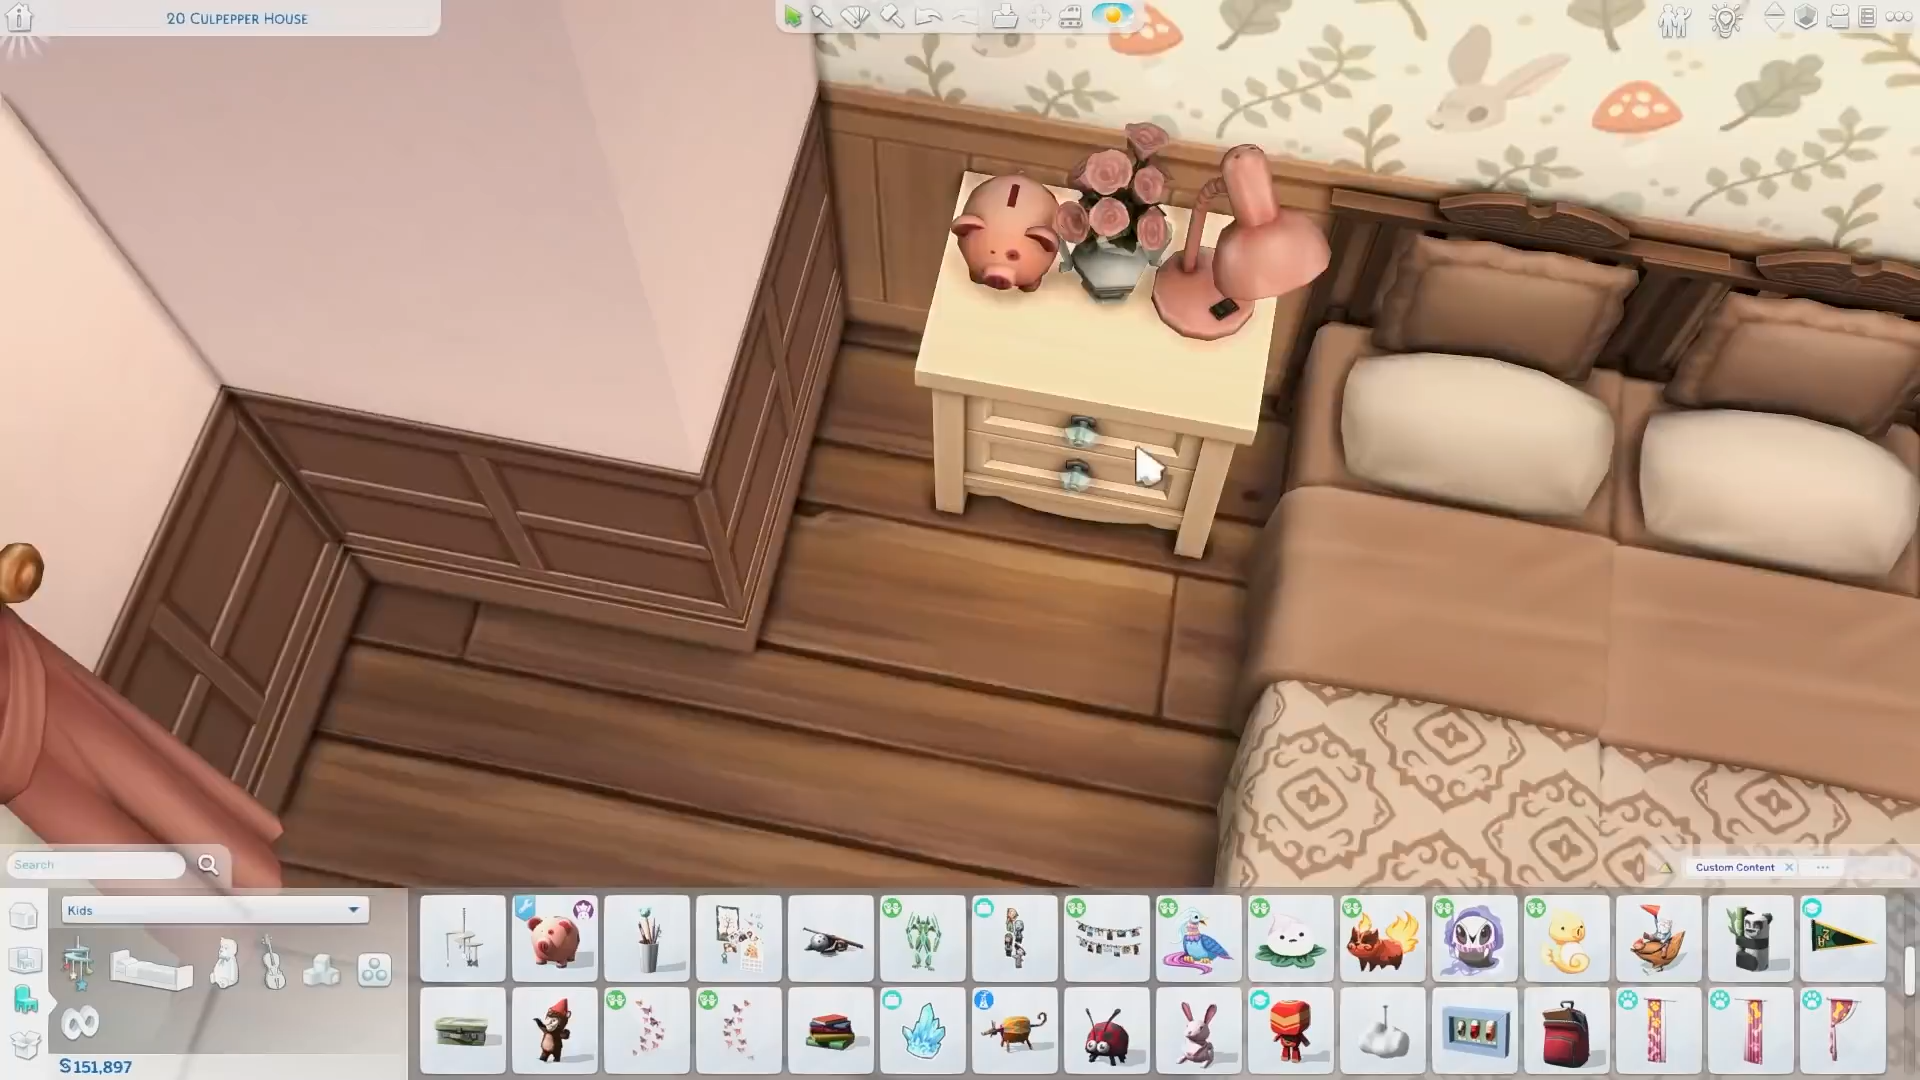 20 Culpepper House
Search
Custom Content
Kids
§151,897